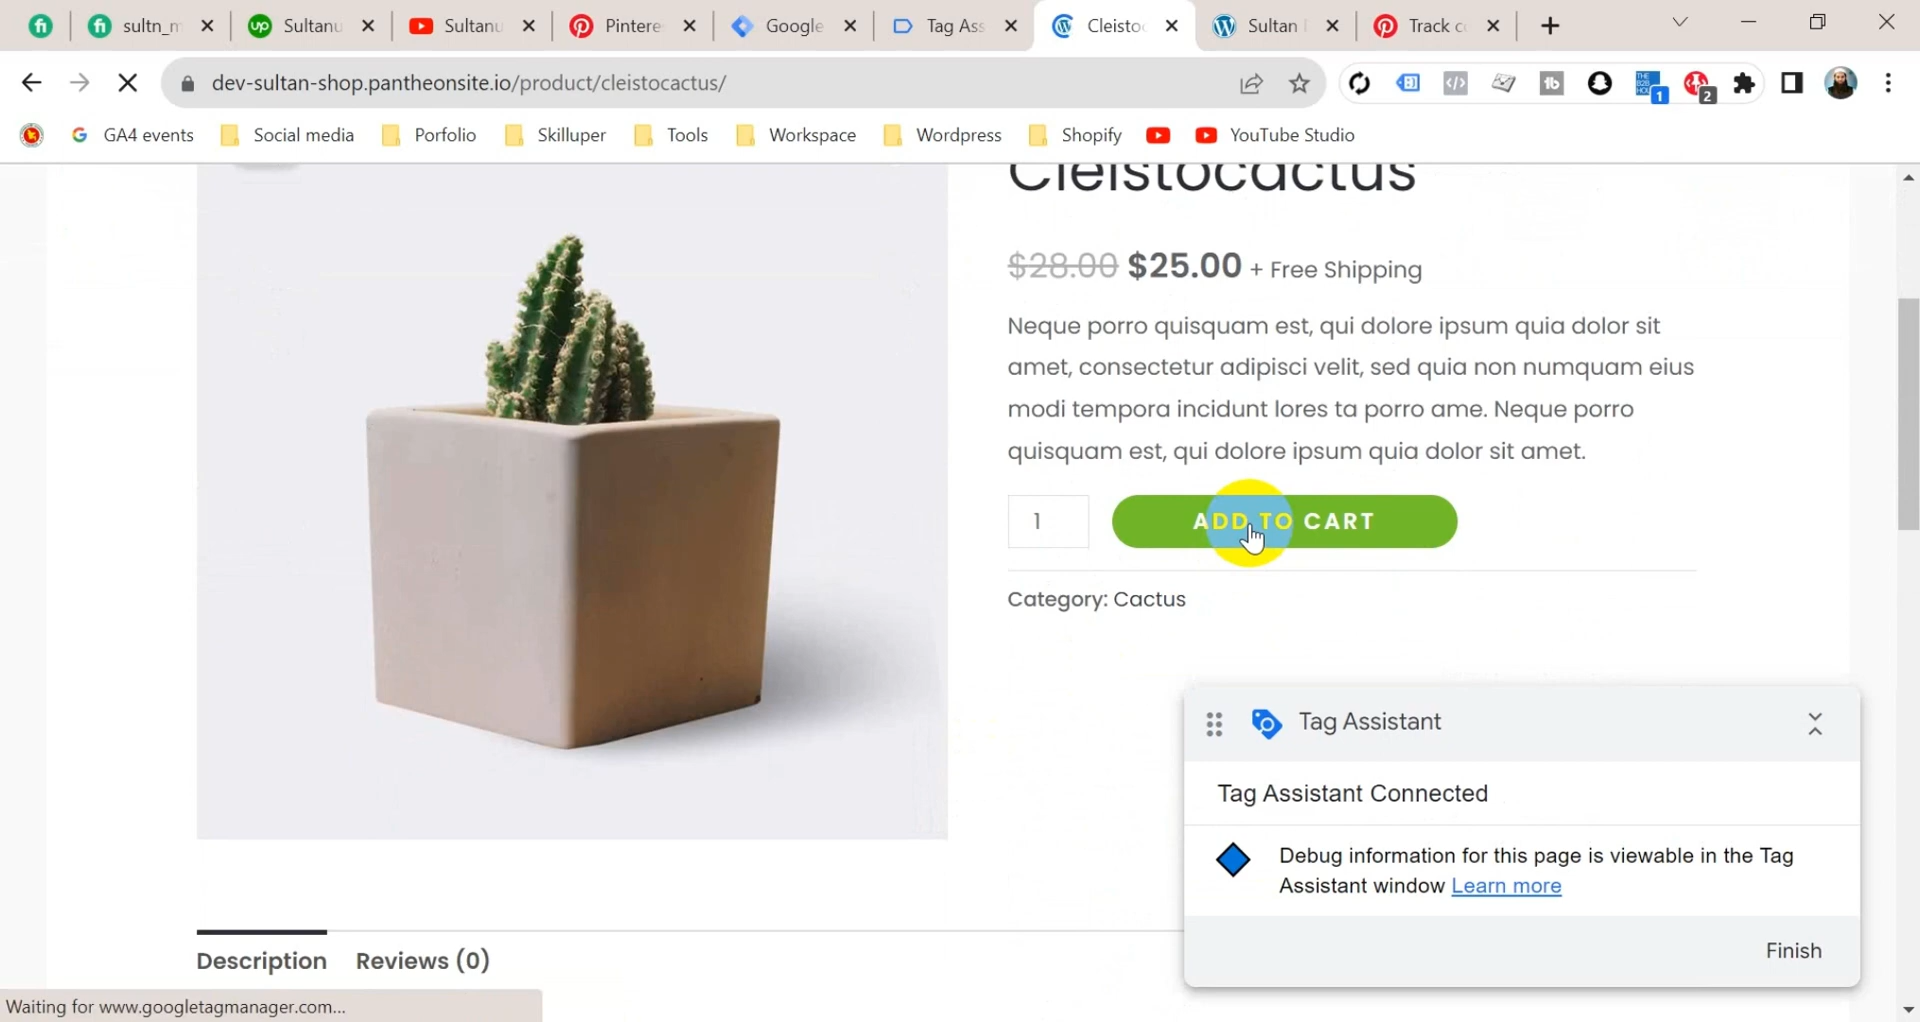 sultn_m
Sultanu
Sultanu
Pintere
Google
Tag Ass
Cleistoc
Sultan
Track c
dev-sultan-shop.pantheonsite.io/product/cleistocactus/
1
2
GA4 events
Social media
Porfolio
Skilluper
Tools
Workspace
Wordpress
Shopify
YouTube Studio
Cleistocactus
$28.00 $25.00 + Free Shipping
Neque porro quisquam est, qui dolore ipsum quia dolor sit
amet, consectetur adipisci velit, sed quia non numquam eius
modi tempora incidunt lores ta porro ame. Neque porro
quisquam est, qui dolore ipsum quia dolor sit amet.
1
ADD TO CART
Category: Cactus
Tag Assistant
Tag Assistant Connected
Debug information for this page is viewable in the Tag
Assistant window Learn more
Finish
Description
Reviews (0)
Waiting for www.googletagmanager.com...